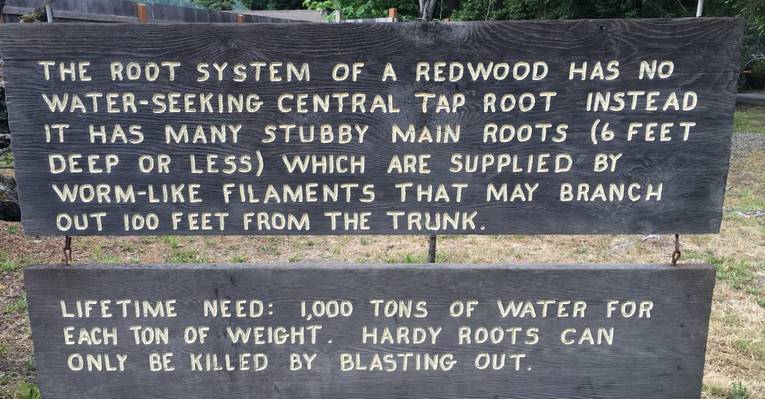 THE ROOT SYSTEM OF A REDWOOD HAS NO
WATER-SEEKING CENTRAL TAP ROOT INSTEAD
IT HAS MANY STUBBY MAIN ROOTS (6 FEET
DEEP OR LESS) WHICH ARE SUPPLIED BY
WORM-LIKE FILAMENTS THAT MAY BRANCH
OUT 100 FEET FROM THE TRUNK.
LIFETIME NEED: 1,000 TONS OF WATER FOR
EACH TON OF WEIGHT. HARDY ROOTS CAN
ONLY BE KILLED BY BLASTING OUT.